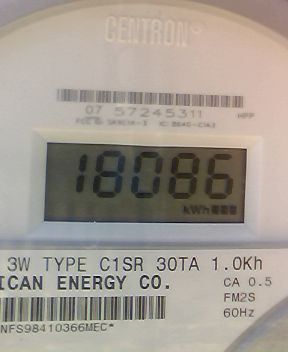 CENTRON®
07 57245311 HPP
18086
kWh
3W TYPE C1SR 30TA 1.0Kh
ICAN ENERGY CO. CA 0.5
FM2S
NFS98410366MEC* 60Hz